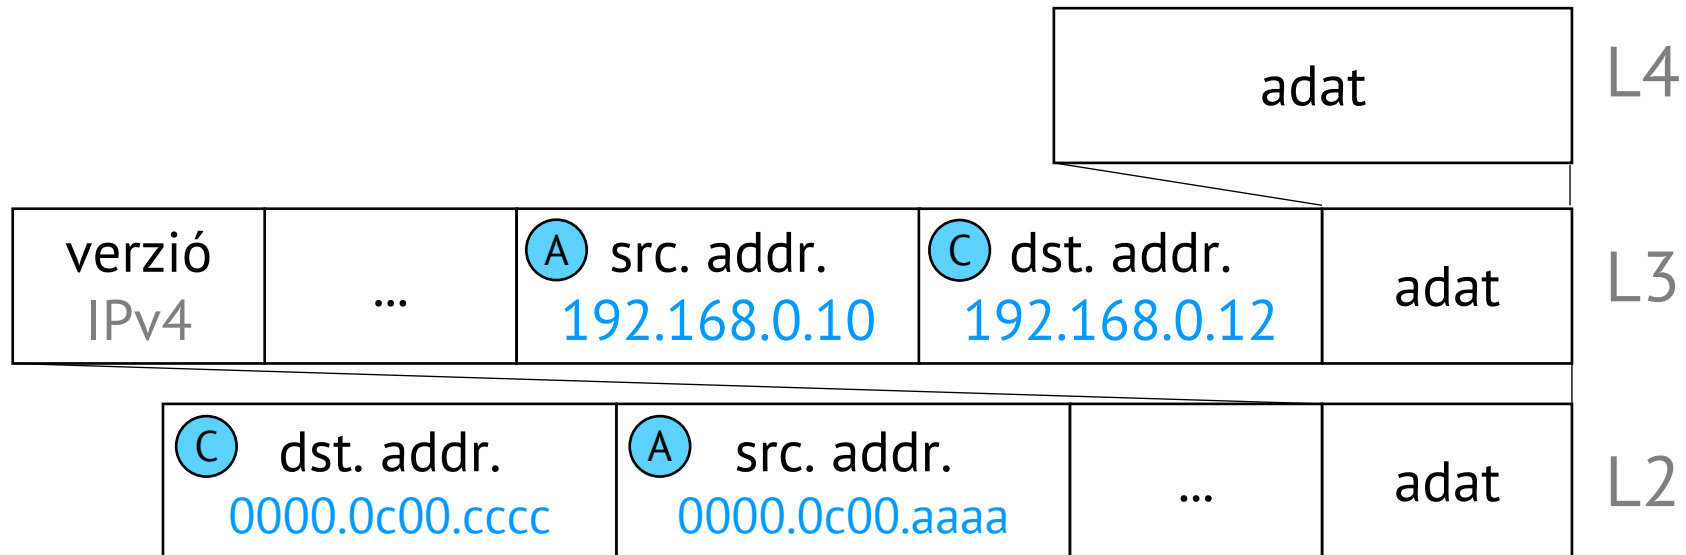 adat
L4
verzió
IPv4
...
A src. addr.
192.168.0.10
C dst. addr.
192.168.0.12
adat
L3
C dst. addr.
0000.0c00.cccc
A src. addr.
0000.0c00.aaaa
...
adat
L2